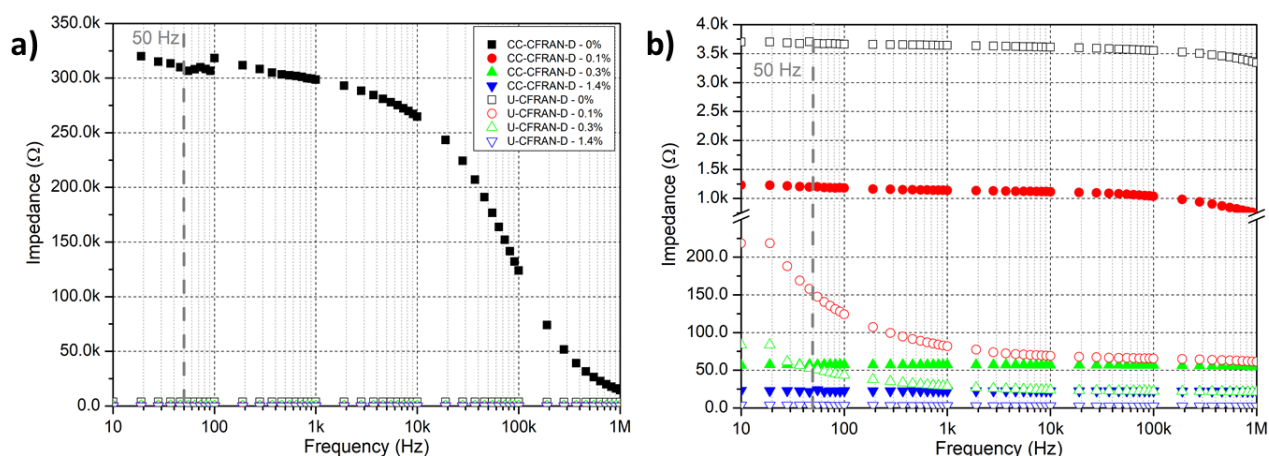 a)
50 Hz
350.0k
300.0k
250.0k
200.0k
150.0k
100.0k
50.0k
0.0
Impedance (Ω)
10
100
1k
10k
100k
1M
Frequency (Hz)
CC-CFRAN-D - 0%
CC-CFRAN-D - 0.1%
CC-CFRAN-D - 0.3%
CC-CFRAN-D - 1.4%
U-CFRAN-D - 0%
U-CFRAN-D - 0.1%
U-CFRAN-D - 0.3%
U-CFRAN-D - 1.4%
b)
50 Hz
4.0k
3.5k
3.0k
2.5k
1.5k
1.0k
200.0
150.0
100.0
50.0
0.0
Impedance (Ω)
10
100
1k
10k
100k
1M
Frequency (Hz)